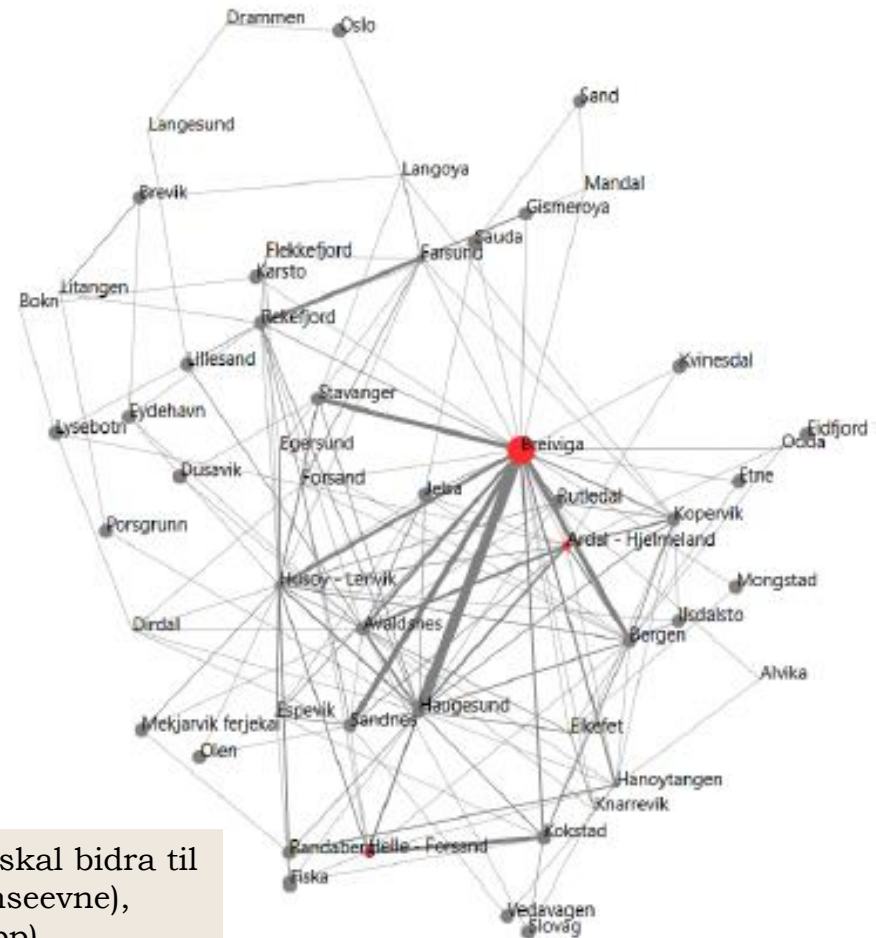 Drammen
Oslo
Sand
Langesund
Langoya
Mandal
Brevik
Gismeroya
Sauda
Flekkefjord
Farsund
Karsto
Litangen
Bokn
Rekefjord
Lillesand
Kvinesdal
Stavanger
Eydehavn
Lysebotn
Eidfjord
Egersund
Breiviga
Odda
Dusavik
Forsand
Etne
Jelsa
Rutledal
Kopervik
Porsgrunn
Ardal - Hjelmeland
Husoy - Lervik
Mongstad
Ilsdalsto
Dirdal
Avaldsnes
Bergen
Alvika
Espevik
Haugesund
Mekjarvik ferjekai
Sandnes
Eikefet
Olen
Hanoytangen
Knarrevik
Kokstad
Randaberg
Helle - Forsand
Fiska
Vedavagen
Slovag
skal bidra til
nseevne),